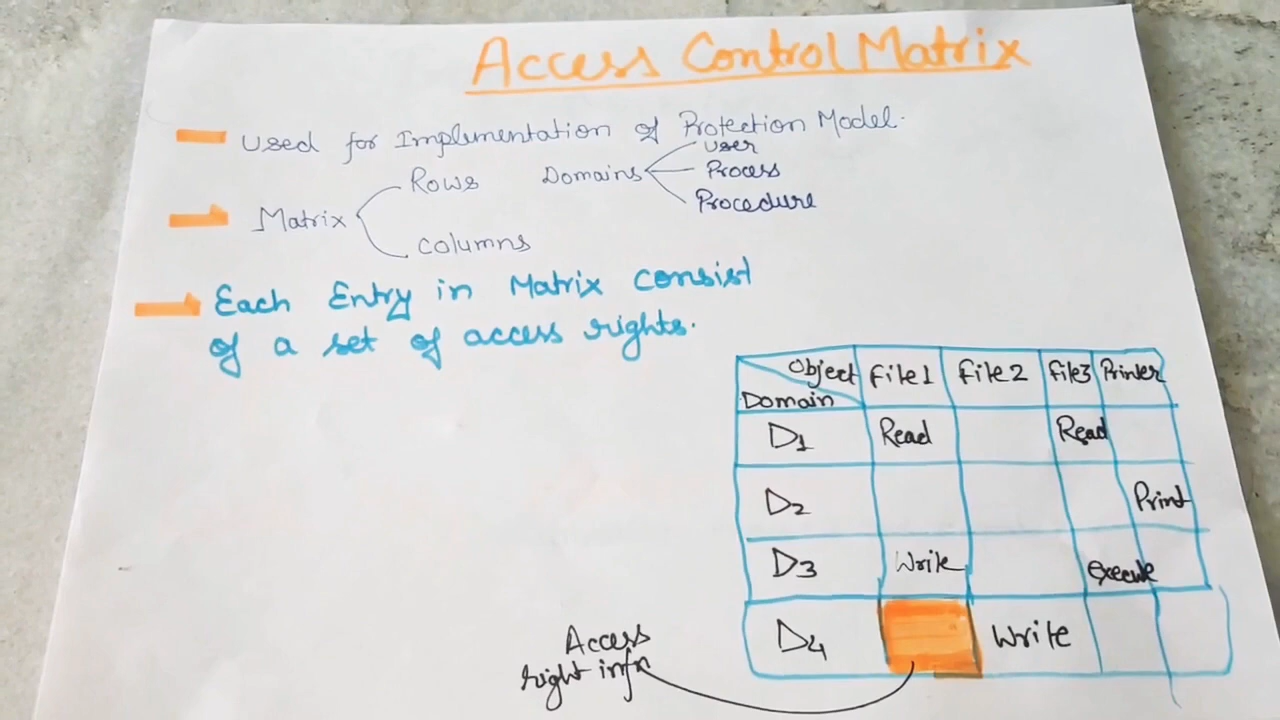 Access Control Matrix
Used for Implementation of Protection Model.
Matrix
Rows
Columns
Domains
User
Process
Procedure
Each Entry in Matrix consist
of a set of access rights.
Object
Domain
File1
File2
File3
Printer
D1
Read
Read
D2
Print
D3
Write
execute
D4
Write
Access
right infn